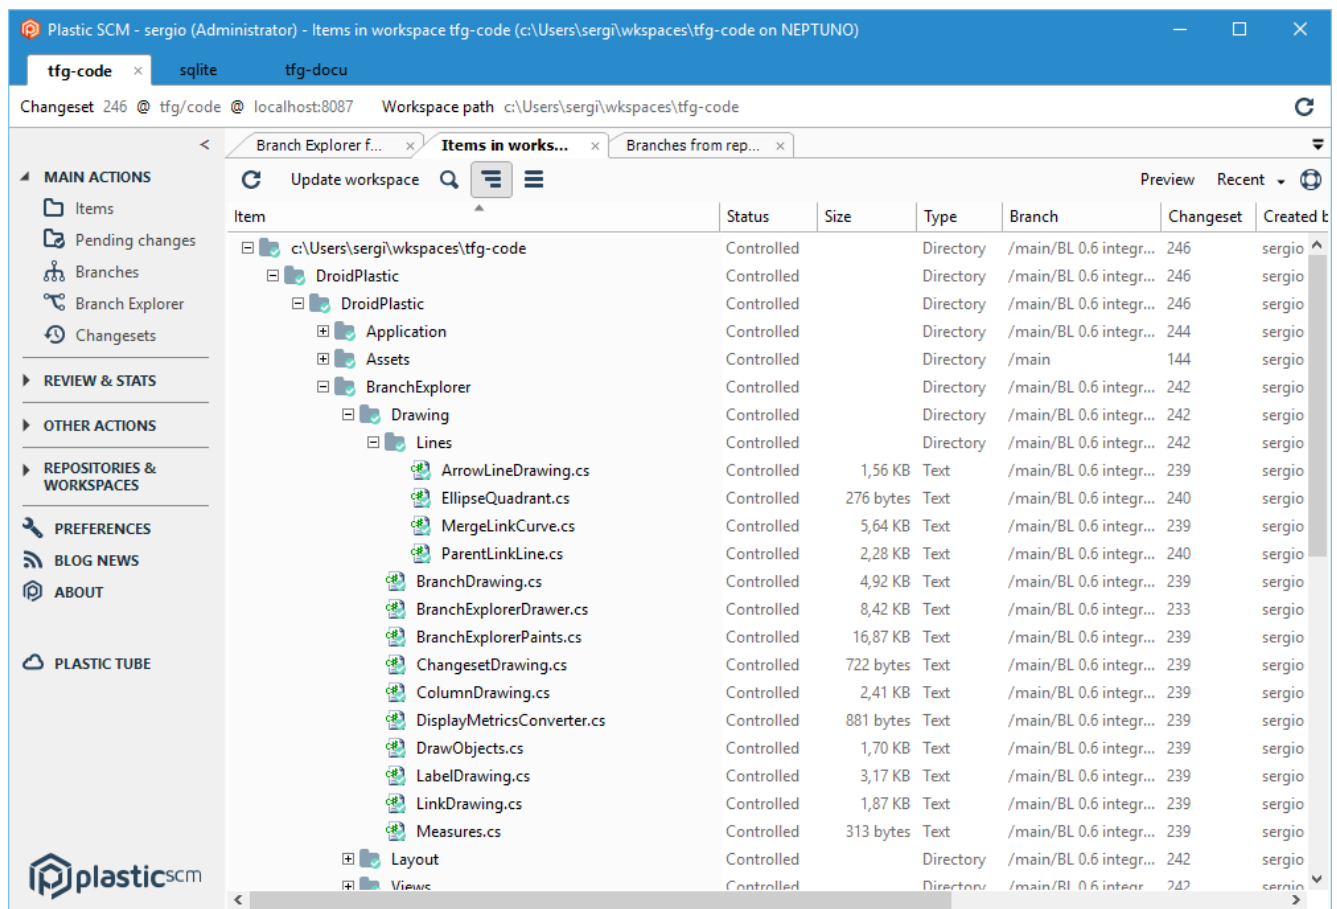 Plastic SCM - sergio (Administrator) - Items in workspace tfg-code (c:\Users\sergi\wkspaces\tfg-code on NEPTUNO)
tfg-code sqlite tfg-docu
Changeset 246 @ tfg/code @ localhost:8087 Workspace path c:\Users\sergi\wkspaces\tfg-code
Branch Explorer f... Items in works... Branches from rep...
MAIN ACTIONS
Items
Pending changes
Branches
Branch Explorer
Changesets
REVIEW & STATS
OTHER ACTIONS
REPOSITORIES &
WORKSPACES
PREFERENCES
BLOG NEWS
ABOUT
PLASTIC TUBE
plasticscm
Update workspace Preview Recent
Item Status Size Type Branch Changeset Created b
c:\Users\sergi\wkspaces\tfg-code Controlled Directory /main/BL 0.6 integr... 246 sergio
DroidPlastic Controlled Directory /main/BL 0.6 integr... 246 sergio
DroidPlastic Controlled Directory /main/BL 0.6 integr... 246 sergio
Application Controlled Directory /main/BL 0.6 integr... 244 sergio
Assets Controlled Directory /main 144 sergio
BranchExplorer Controlled Directory /main/BL 0.6 integr... 242 sergio
Drawing Controlled Directory /main/BL 0.6 integr... 242 sergio
Lines Controlled Directory /main/BL 0.6 integr... 242 sergio
ArrowLineDrawing.cs Controlled 1,56 KB Text /main/BL 0.6 integr... 239 sergio
EllipseQuadrant.cs Controlled 276 bytes Text /main/BL 0.6 integr... 240 sergio
MergeLinkCurve.cs Controlled 5,64 KB Text /main/BL 0.6 integr... 239 sergio
ParentLinkLine.cs Controlled 2,28 KB Text /main/BL 0.6 integr... 240 sergio
BranchDrawing.cs Controlled 4,92 KB Text /main/BL 0.6 integr... 239 sergio
BranchExplorerDrawer.cs Controlled 8,42 KB Text /main/BL 0.6 integr... 233 sergio
BranchExplorerPaints.cs Controlled 16,87 KB Text /main/BL 0.6 integr... 239 sergio
ChangesetDrawing.cs Controlled 722 bytes Text /main/BL 0.6 integr... 239 sergio
ColumnDrawing.cs Controlled 2,41 KB Text /main/BL 0.6 integr... 239 sergio
DisplayMetricsConverter.cs Controlled 881 bytes Text /main/BL 0.6 integr... 239 sergio
DrawObjects.cs Controlled 1,70 KB Text /main/BL 0.6 integr... 239 sergio
LabelDrawing.cs Controlled 3,17 KB Text /main/BL 0.6 integr... 239 sergio
LinkDrawing.cs Controlled 1,87 KB Text /main/BL 0.6 integr... 239 sergio
Measures.cs Controlled 313 bytes Text /main/BL 0.6 integr... 239 sergio
Layout Controlled Directory /main/BL 0.6 integr... 242 sergio
Views Controlled Directory /main/BL 0.6 integr 242 sergio